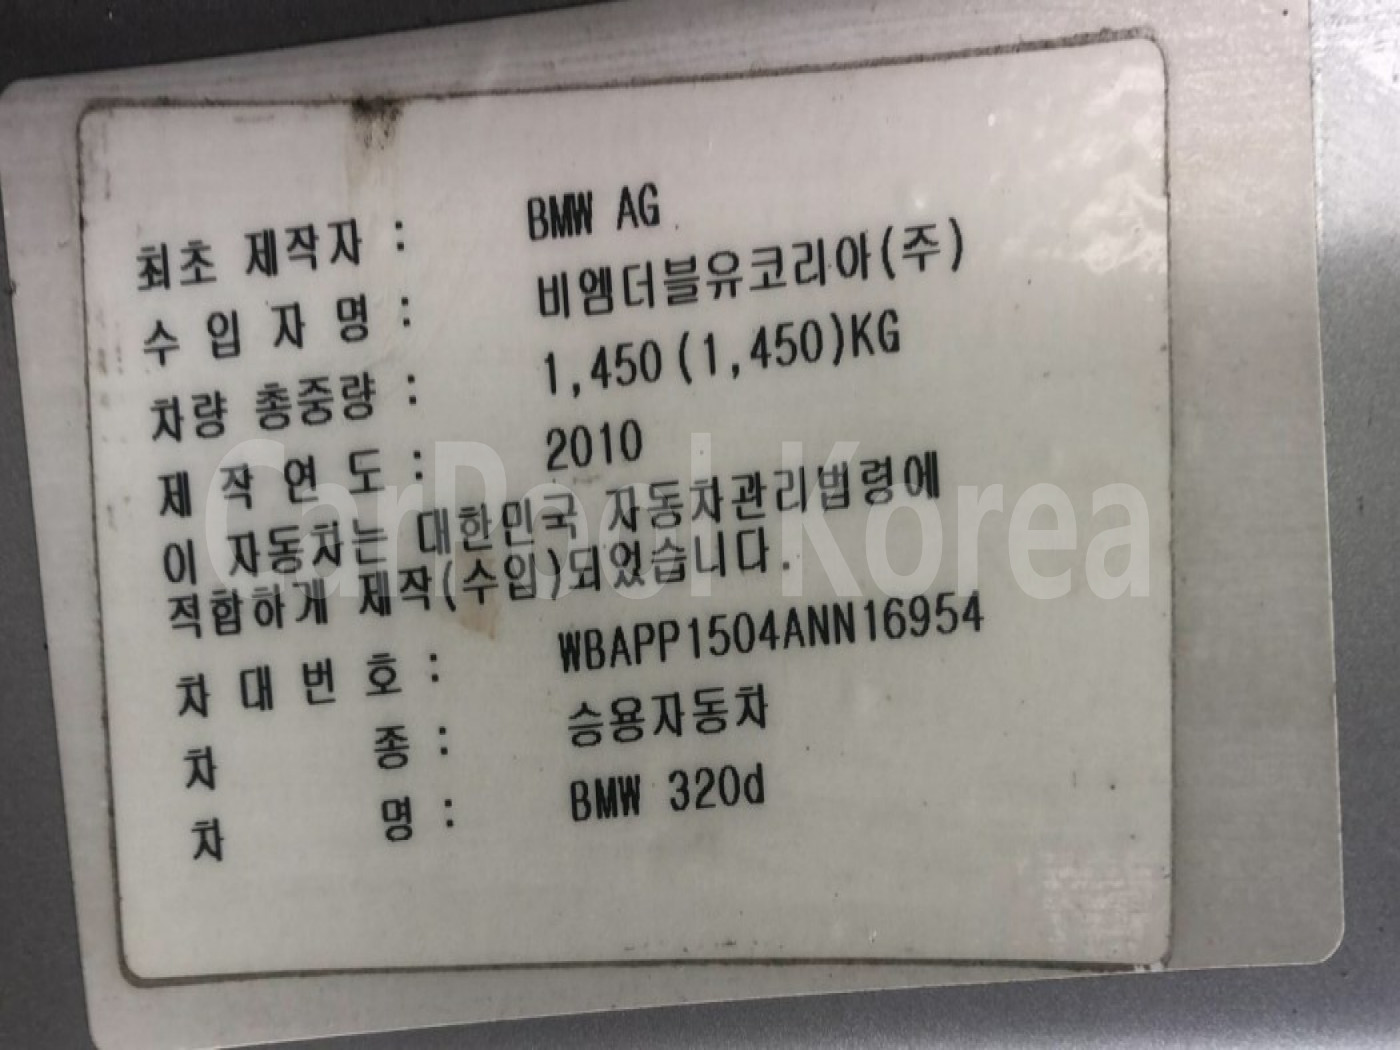 최초 제작자 : BMW AG
수 입 자 명 : 비엠더블유코리아(주)
차량 총중량 : 1,450(1,450)KG
제 작 연 도 : 2010
이 자동차는 대한민국 자동차관리법령에
적합하게 제작(수입)되었습니다.
차 대 번 호 : WBAPP1504ANN16954
차 종 : 승용자동차
차 명 : BMW 320d
CarPool Korea